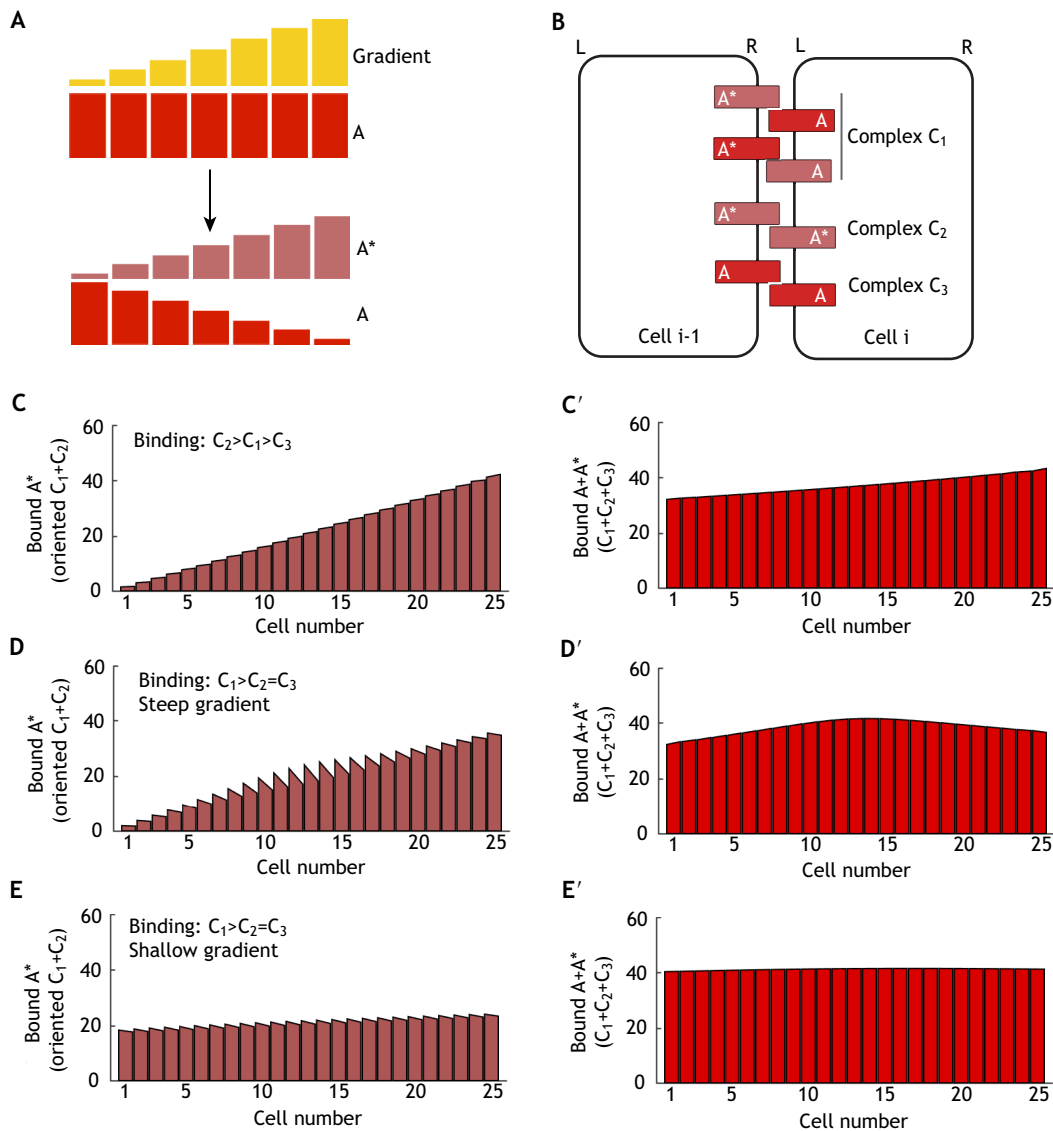 A
Gradient
A
A*
A
B
L R L R
A*
A
A*
A
Complex C1
A*
A*
Complex C2
A
A
Complex C3
Cell i-1
Cell i
C
Binding: C2>C1>C3
Bound A*
(oriented C1+C2)
60
40
20
0
1 5 10 15 20 25
Cell number
C′
Bound A+A*
(C1+C2+C3)
60
40
20
0
1 5 10 15 20 25
Cell number
D
Binding: C1>C2=C3
Steep gradient
Bound A*
(oriented C1+C2)
60
40
20
0
1 5 10 15 20 25
Cell number
D′
Bound A+A*
(C1+C2+C3)
60
40
20
0
1 5 10 15 20 25
Cell number
E
Binding: C1>C2=C3
Shallow gradient
Bound A*
(oriented C1+C2)
60
40
20
0
1 5 10 15 20 25
Cell number
E′
Bound A+A*
(C1+C2+C3)
60
40
20
0
1 5 10 15 20 25
Cell number